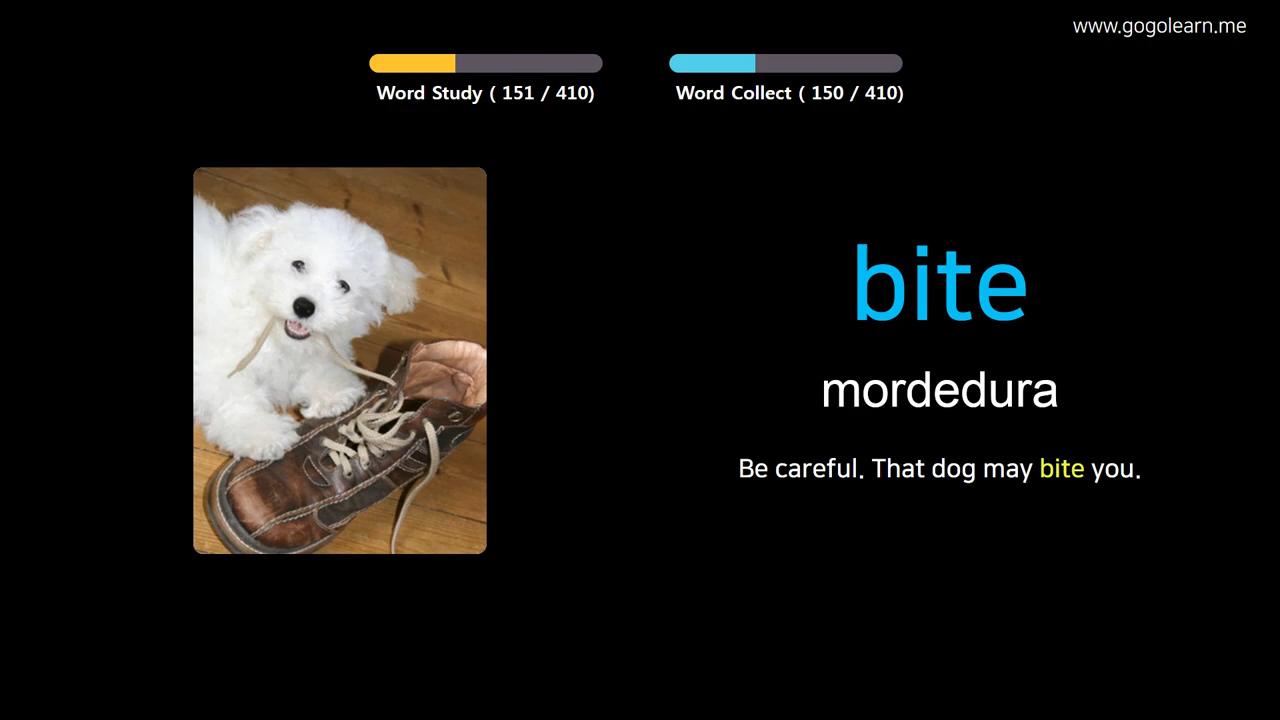 www.gogolearn.me
Word Study ( 151 / 410)
Word Collect ( 150 / 410)
bite
mordedura
Be careful. That dog may bite you.